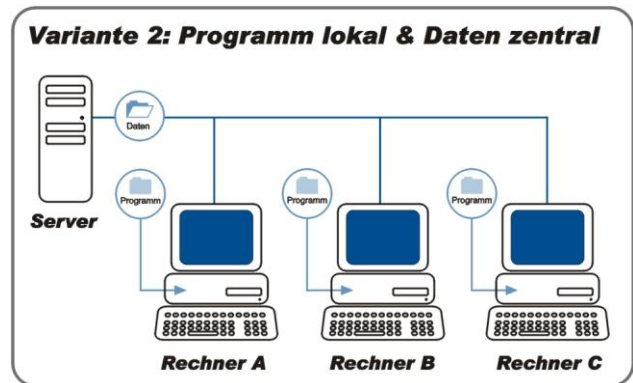 Variante 2: Programm lokal & Daten zentral
Daten
Programm
Programm
Programm
Server
Rechner A
Rechner B
Rechner C